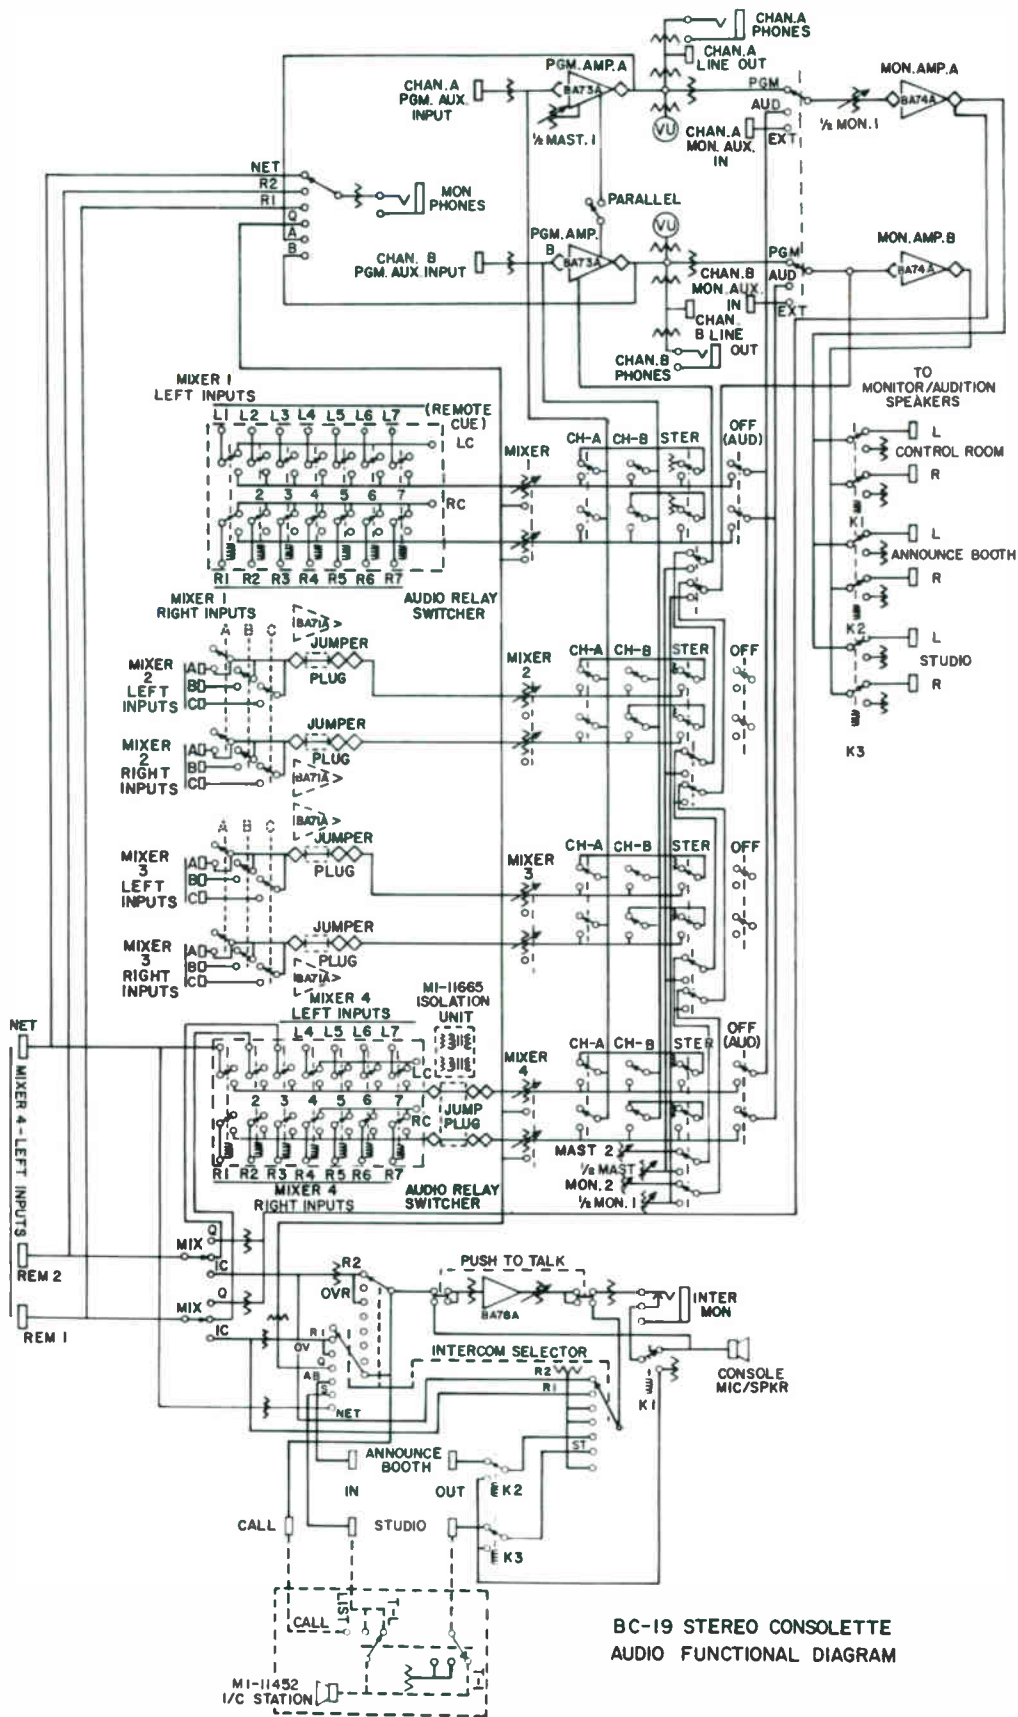 CHAN.A
PHONES
CHAN.A
LINE OUT
PGM. AMP. A
CHAN.A
PGM. AUX.
INPUT
BA73A
1/2 MAST. I
VU
CHAN.A
MON. AUX.
IN
PGM
AUD
EXT
1/2 MON. I
MON. AMP. A
BA74A
NET
R2
R1
Q
A
B
MON
PHONES
PARALLEL
VU
CHAN. B
PGM. AUX INPUT
PGM. AMP.
B
BA73A
PGM
AUD
EXT
CHAN.B
MON. AUX.
IN
CHAN.
B LINE
OUT
CHAN.B
PHONES
MON. AMP. B
BA74A
TO
MONITOR/AUDITION
SPEAKERS
L
CONTROL ROOM
R
K1
L
ANNOUNCE BOOTH
R
K2
L
STUDIO
R
K3
MIXER I
LEFT INPUTS
L1 L2 L3 L4 L5 L6 L7
(REMOTE
CUE)
LC
2 3 4 5 6 7
RC
R1 R2 R3 R4 R5 R6 R7
MIXER I
RIGHT INPUTS
AUDIO RELAY
SWITCHER
MIXER
I
CH-A CH-B STER
OFF
(AUD)
A B C
BA71A
JUMPER
PLUG
MIXER
2
LEFT
INPUTS
A
B
C
MIXER
2
CH-A CH-B STER OFF
MIXER
2
RIGHT
INPUTS
A
B
C
JUMPER
PLUG
BA71A
A B C
BA71A
JUMPER
PLUG
MIXER
3
LEFT
INPUTS
A
B
C
MIXER
3
CH-A CH-B STER OFF
MIXER
3
RIGHT
INPUTS
A
B
C
JUMPER
PLUG
BA71A
MIXER 4
LEFT INPUTS
L4 L5 L6 L7
MI-11665
ISOLATION
UNIT
LC
2 3 4 5 6 7
RC
JUMP
PLUG
R1 R2 R3 R4 R5 R6 R7
MIXER 4
RIGHT INPUTS
AUDIO RELAY
SWITCHER
MIXER
4
CH-A CH-B STER
OFF
(AUD)
MAST 2
1/2 MAST I
MON. 2
1/2 MON. I
NET
MIXER 4-LEFT INPUTS
REM 2
REM 1
MIX
Q
IC
MIX
Q
IC
R2
OVR
R1
OV
Q
AB
S
NET
PUSH TO TALK
BA78A
INTER
MON
INTERCOM SELECTOR
R2
R1
ST
CONSOLE
MIC/SPKR
K1
ANNOUNCE
BOOTH
IN
OUT
K2
CALL
STUDIO
K3
CALL
LIST
T
T
MI-11452
I/C STATION
BC-19 STEREO CONSOLETTE
AUDIO FUNCTIONAL DIAGRAM